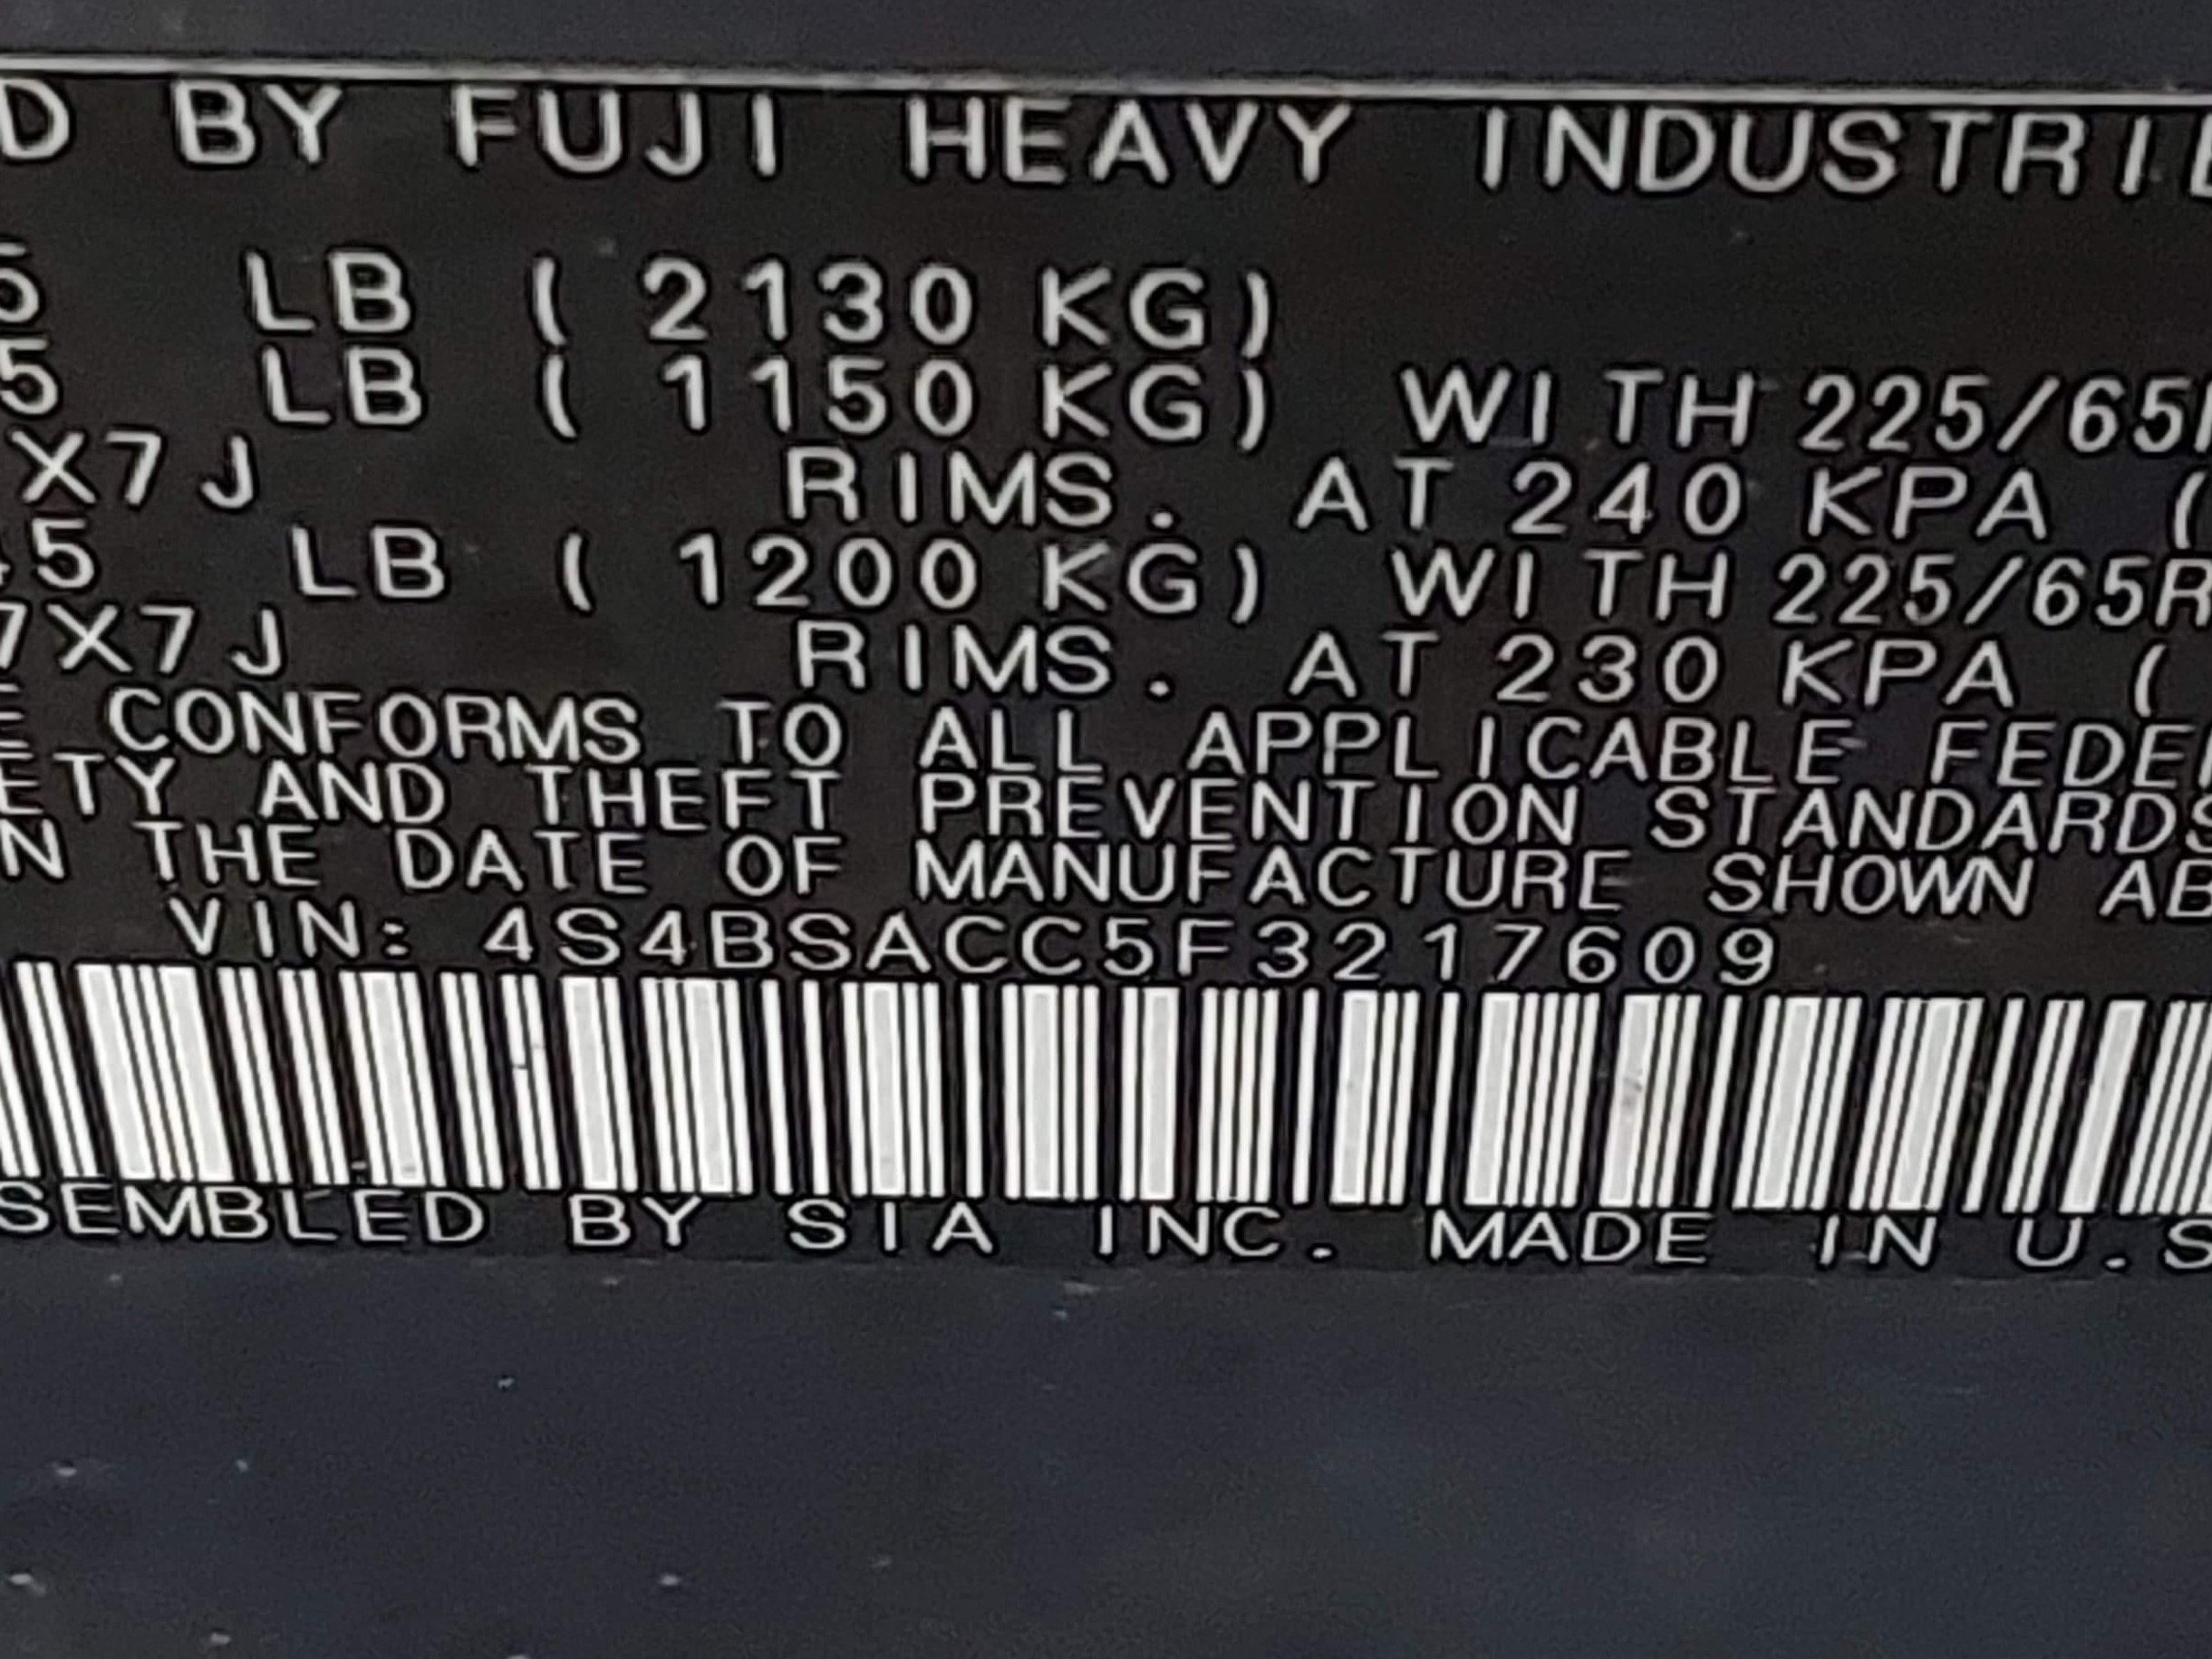 D BY FUJI HEAVY INDUSTRIE
5 LB ( 2130 KG)
5 LB ( 1150 KG) WITH 225/65R
X7J RIMS. AT 240 KPA (
45 LB ( 1200 KG) WITH 225/65R
7X7J RIMS. AT 230 KPA (
E CONFORMS TO ALL APPLICABLE FEDER
ETY AND THEFT PREVENTION STANDARDS
N THE DATE OF MANUFACTURE SHOWN AB
VIN: 4S4BSACC5F3217609
SEMBLED BY SIA INC. MADE IN U.S